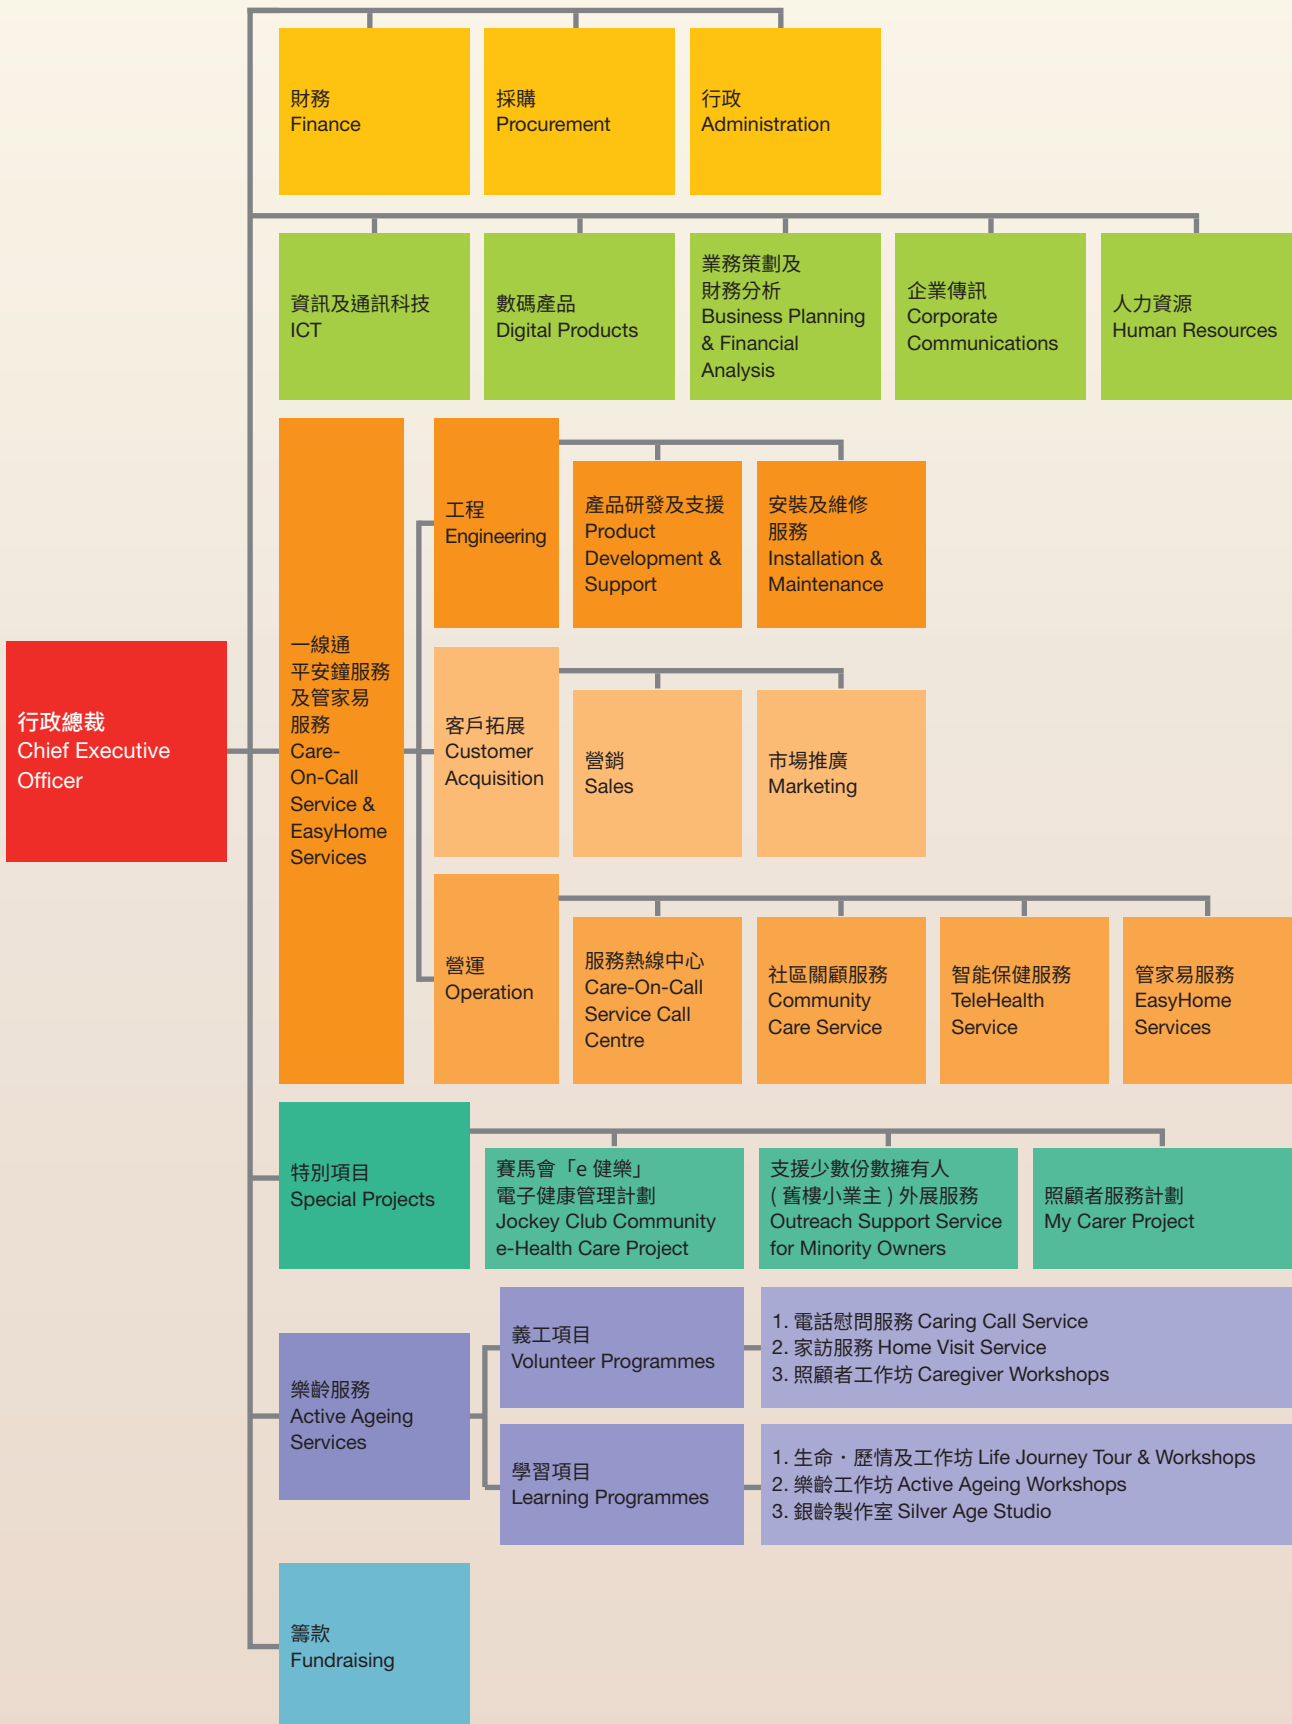 財務
Finance
採購
Procurement
行政
Administration
資訊及通訊科技
ICT
數碼產品
Digital Products
業務策劃及
財務分析
Business Planning
& Financial
Analysis
企業傳訊
Corporate
Communications
人力資源
Human Resources
行政總裁
Chief Executive
Officer
一線通
平安鐘服務
及管家易
服務
Care-
On-Call
Service &
EasyHome
Services
工程
Engineering
產品研發及支援
Product
Development &
Support
安裝及維修
服務
Installation &
Maintenance
客戶拓展
Customer
Acquisition
營銷
Sales
市場推廣
Marketing
營運
Operation
服務熱線中心
Care-On-Call
Service Call
Centre
社區關顧服務
Community
Care Service
智能保健服務
TeleHealth
Service
管家易服務
EasyHome
Services
特別項目
Special Projects
賽馬會「e 健樂」
電子健康管理計劃
Jockey Club Community
e-Health Care Project
支援少數份數擁有人
( 舊樓小業主 ) 外展服務
Outreach Support Service
for Minority Owners
照顧者服務計劃
My Carer Project
樂齡服務
Active Ageing
Services
義工項目
Volunteer Programmes
1. 電話慰問服務 Caring Call Service
2. 家訪服務 Home Visit Service
3. 照顧者工作坊 Caregiver Workshops
學習項目
Learning Programmes
1. 生命・歷情及工作坊 Life Journey Tour & Workshops
2. 樂齡工作坊 Active Ageing Workshops
3. 銀齡製作室 Silver Age Studio
籌款
Fundraising